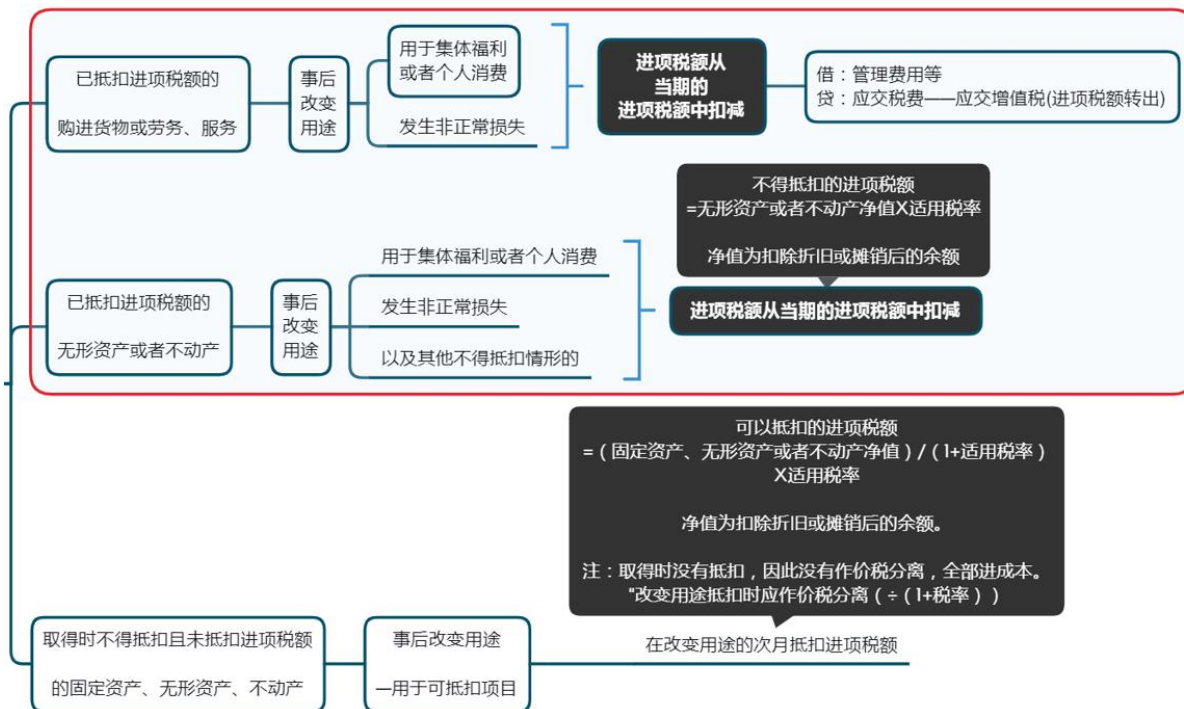 已抵扣进项税额的
购进货物或劳务、服务
事后
改变
用途
用于集体福利
或者个人消费
发生非正常损失
进项税额从
当期的
进项税额中扣减
借：管理费用等
贷：应交税费——应交增值税(进项税额转出)
不得抵扣的进项税额
=无形资产或者不动产净值X适用税率
净值为扣除折旧或摊销后的余额
已抵扣进项税额的
无形资产或者不动产
事后
改变
用途
用于集体福利或者个人消费
发生非正常损失
以及其他不得抵扣情形的
进项税额从当期的进项税额中扣减
可以抵扣的进项税额
=（固定资产、无形资产或者不动产净值）/（1+适用税率）
X适用税率
净值为扣除折旧或摊销后的余额。
注：取得时没有抵扣，因此没有作价税分离，全部进成本。
"改变用途抵扣时应作价税分离（÷（1+税率））
取得时不得抵扣且未抵扣进项税额
的固定资产、无形资产、不动产
事后改变用途
—用于可抵扣项目
在改变用途的次月抵扣进项税额